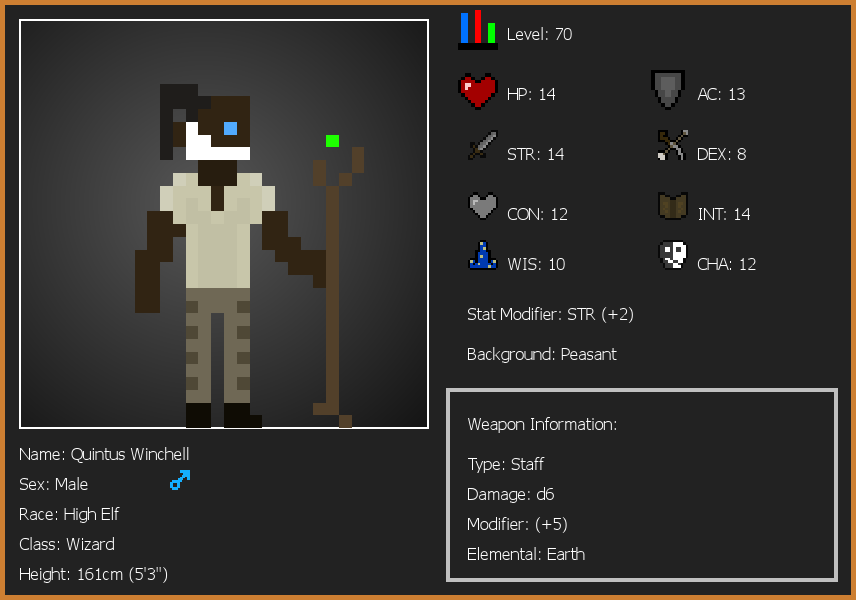 Level: 70
HP: 14
AC: 13
STR: 14
DEX: 8
CON: 12
INT: 14
WIS: 10
CHA: 12
Stat Modifier: STR (+2)
Background: Peasant
Weapon Information:
Type: Staff
Damage: d6
Modifier: (+5)
Elemental: Earth
Name: Quintus Winchell
Sex: Male
Race: High Elf
Class: Wizard
Height: 161cm (5'3")